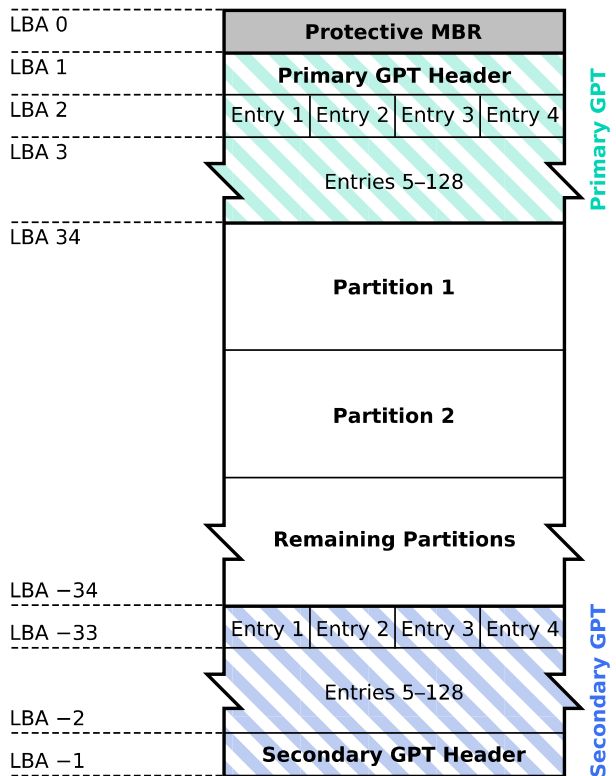 LBA 0
Protective MBR
LBA 1
Primary GPT Header
LBA 2
Entry 1 Entry 2 Entry 3 Entry 4
LBA 3
Entries 5–128
Primary GPT
LBA 34
Partition 1
Partition 2
Remaining Partitions
LBA −34
LBA −33
Entry 1 Entry 2 Entry 3 Entry 4
Entries 5–128
LBA −2
Secondary GPT Header
LBA −1
Secondary GPT